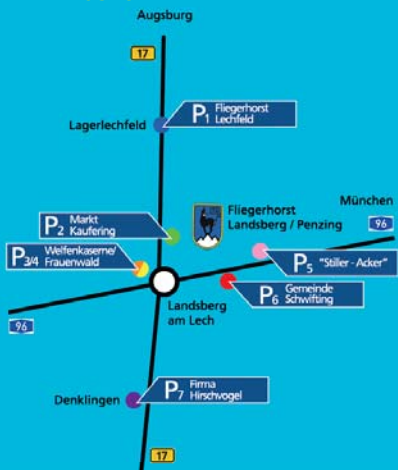 Augsburg
17
P1 Fliegerhorst
Lechfeld
Lagerlechfeld
Fliegerhorst
Landsberg / Penzing
München
96
P2 Markt
Kaufering
P3/4 Welfenkaserne/
Frauenwald
P5 "Stiller - Acker"
P6 Gemeinde
Schwifting
Landsberg
am Lech
96
Denklingen
P7 Firma
Hirschvogel
17